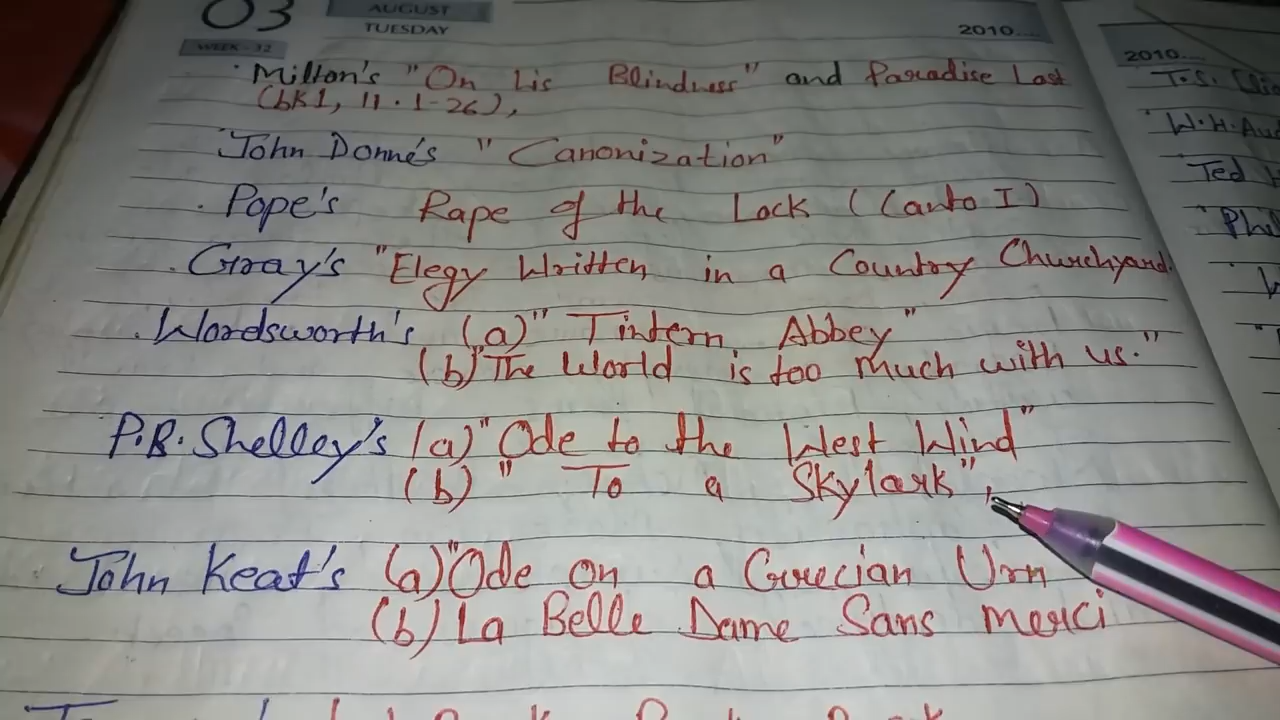 03
AUGUST
TUESDAY
WEEK - 32
2010....
Milton's "On his Blindness" and Paradise Lost
(bk1, 11.1-26),
John Donne's "Canonization"
. Pope's Rape of the Lock (Canto I)
. Gray's "Elegy Written in a Country Churchyard.
. Wordsworth's (a)" Tintern Abbey"
(b)"The World is too much with us."
P.B. Shelley's (a)"Ode to the West Wind"
(b) " To a Skylark",
John Keat's (a)"Ode on a Grecian Urn
(b) La Belle Dame Sans merci
2010....
T.S.
W.H.
Ted